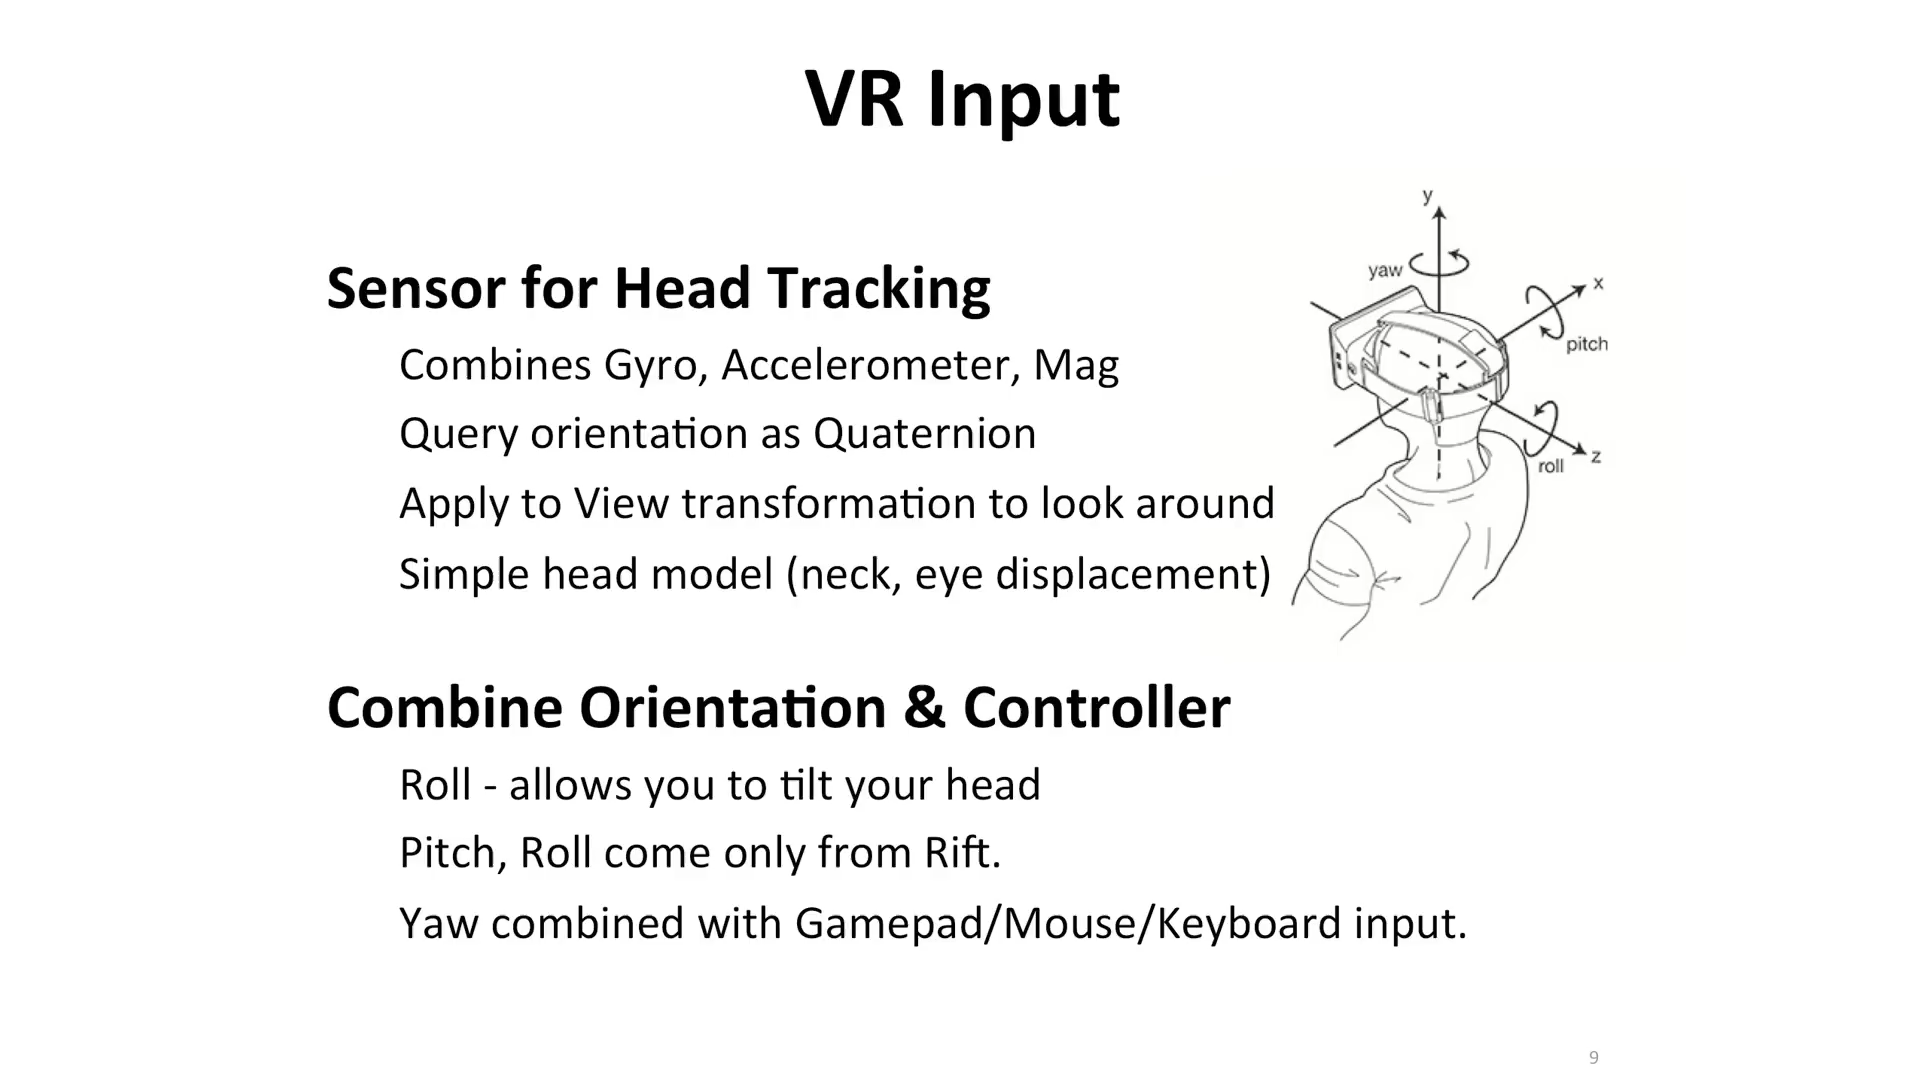 VR Input
Sensor for Head Tracking
Combines Gyro, Accelerometer, Mag
Query orientation as Quaternion
Apply to View transformation to look around
Simple head model (neck, eye displacement)
y
yaw
x
pitch
z
roll
Combine Orientation & Controller
Roll - allows you to tilt your head
Pitch, Roll come only from Rift.
Yaw combined with Gamepad/Mouse/Keyboard input.
9